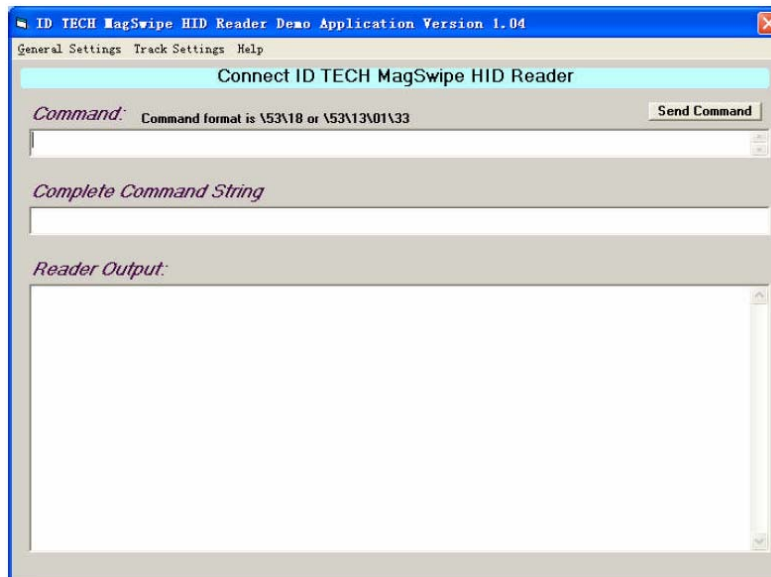 ID TECH MagSwipe HID Reader Demo Application Version 1.04
General Settings Track Settings Help
Connect ID TECH MagSwipe HID Reader
Command: Command format is \53\18 or \53\13\01\33 Send Command
Complete Command String
Reader Output: